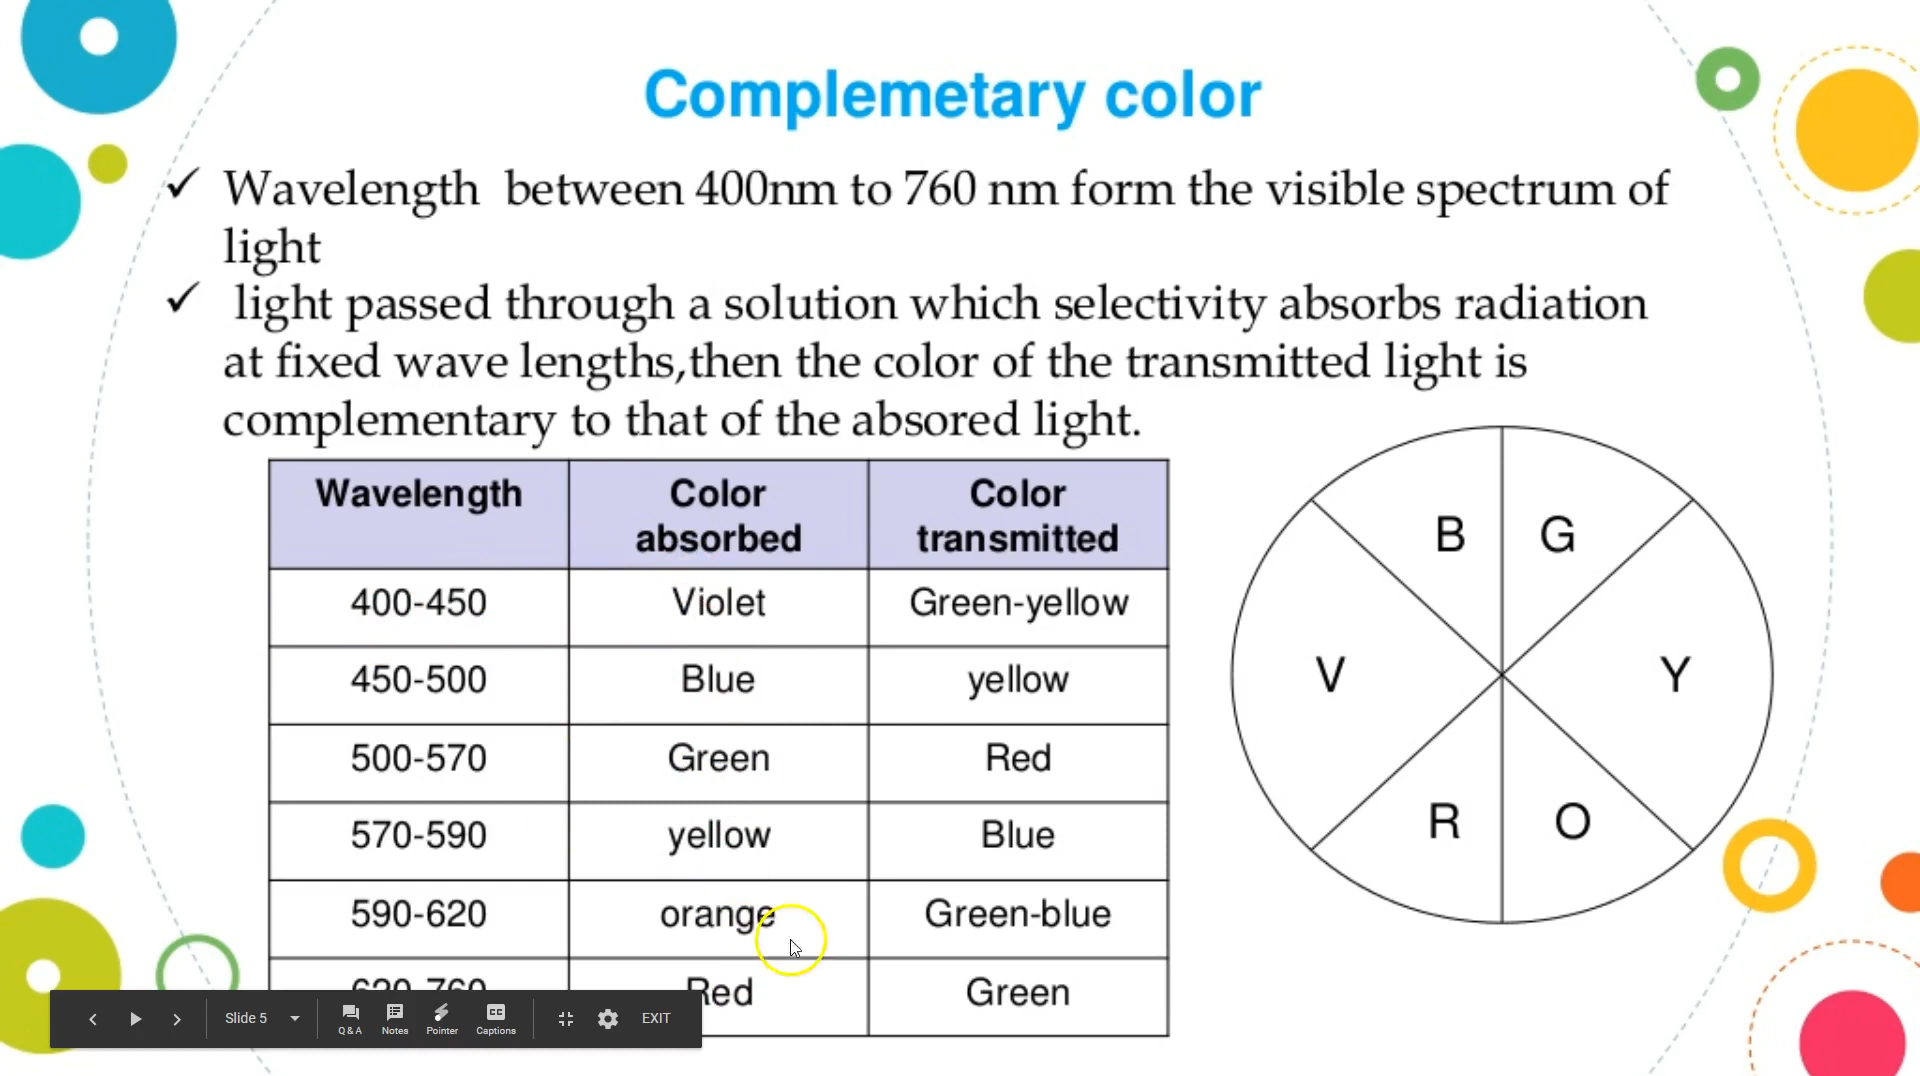 Complemetary color
✓ Wavelength between 400nm to 760 nm form the visible spectrum of
light
✓ light passed through a solution which selectivity absorbs radiation
at fixed wave lengths,then the color of the transmitted light is
complementary to that of the absored light.
Wavelength Color absorbed Color transmitted
400-450 Violet Green-yellow
450-500 Blue yellow
500-570 Green Red
570-590 yellow Blue
590-620 orange Green-blue
620-760 Red Green
B G
V Y
R O
Slide 5 Q & A Notes Pointer Captions EXIT